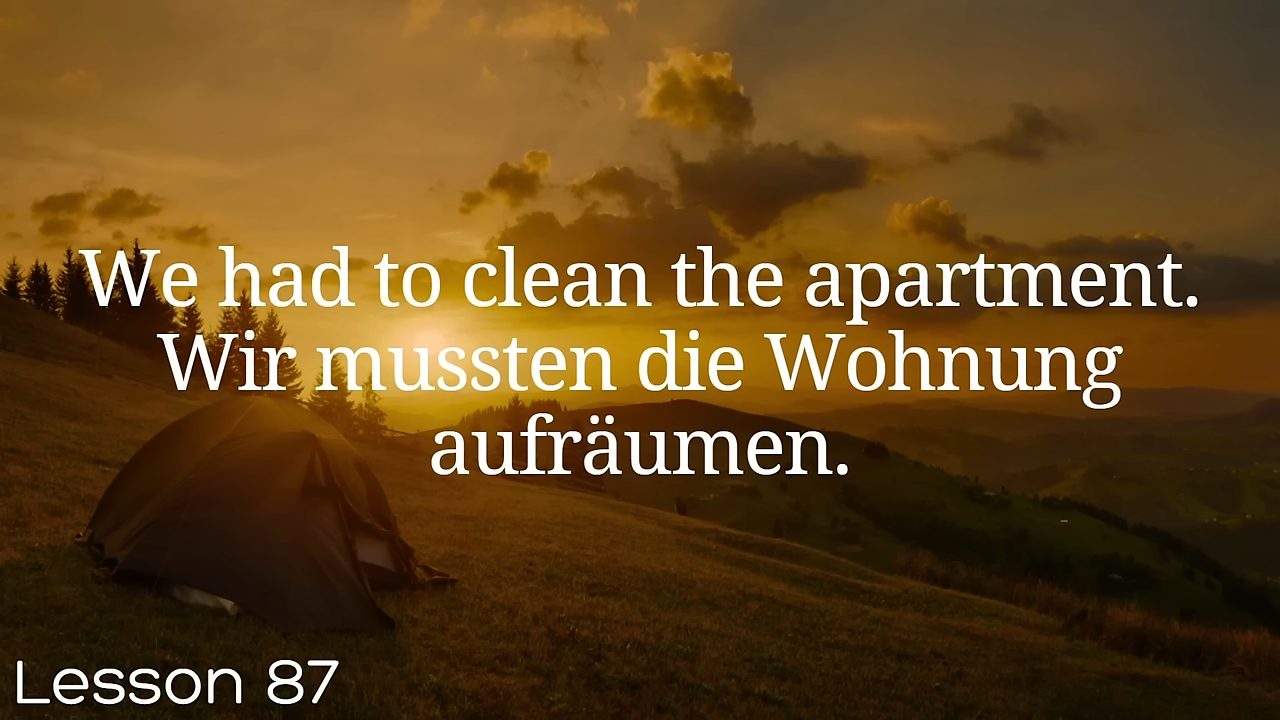 We had to clean the apartment.
Wir mussten die Wohnung
aufräumen.
Lesson 87